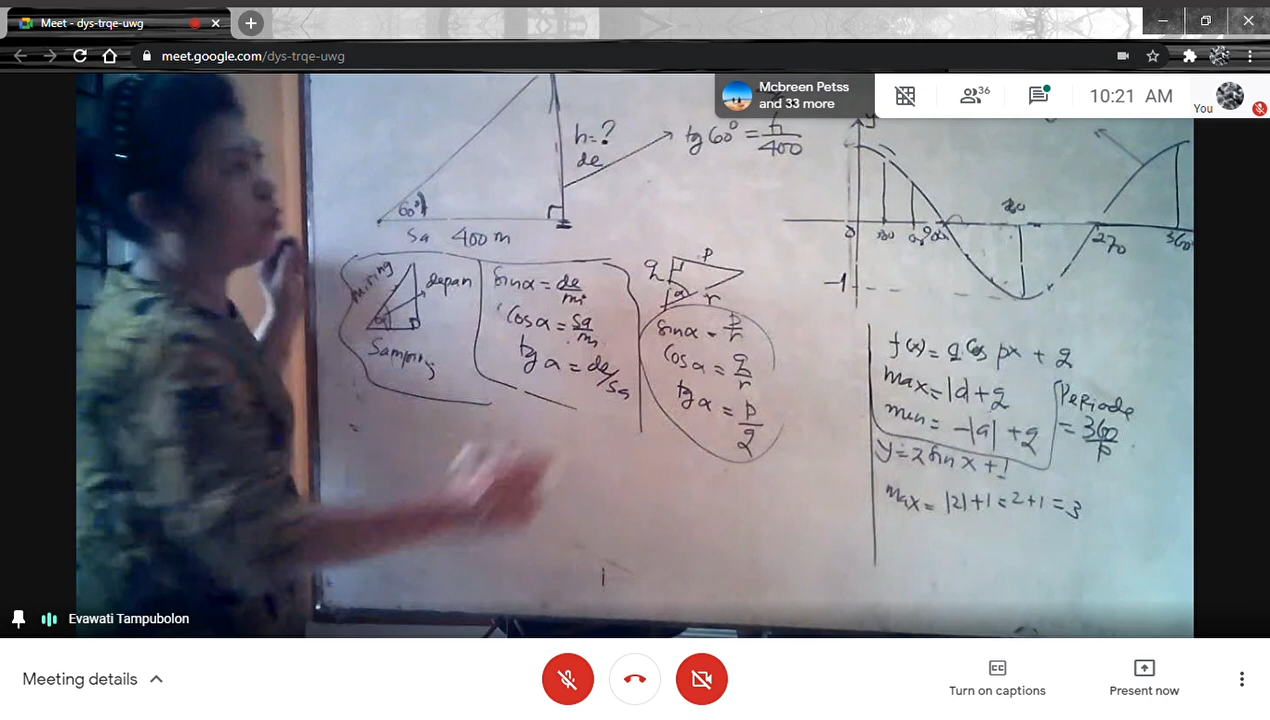 Meet - dys-trqe-uwg
meet.google.com/dys-trqe-uwg
Mcbreen Petss
and 33 more
36
10:21 AM
You
h=?
de
tg 60° = h/400
60°
sa 400 m
y
0
270
360
-1
miring
depan
α
Samping
sin α = de/mi
cos α = sa/mi
tg α = de/sa
p
q
α
r
sin α = p/r
cos α = q/r
tg α = p/q
f(x) = a cos px + q
max = |a| + q
min = -|a| + q
Periode
= 360/p
y = 2 sin x + 1
max = |2| + 1 = 2 + 1 = 3
Evawati Tampubolon
Meeting details
Turn on captions
Present now